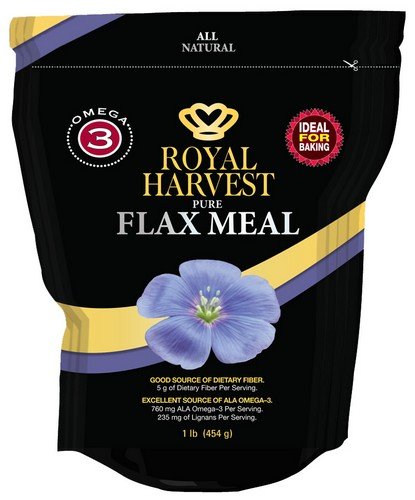 ALL
NATURAL
OMEGA
3
IDEAL
FOR
BAKING
ROYAL
HARVEST
PURE
FLAX MEAL
GOOD SOURCE OF DIETARY FIBER.
5 g of Dietary Fiber Per Serving.
EXCELLENT SOURCE OF ALA OMEGA–3.
760 mg ALA Omega–3 Per Serving.
235 mg of Lignans Per Serving.
1 lb (454 g)